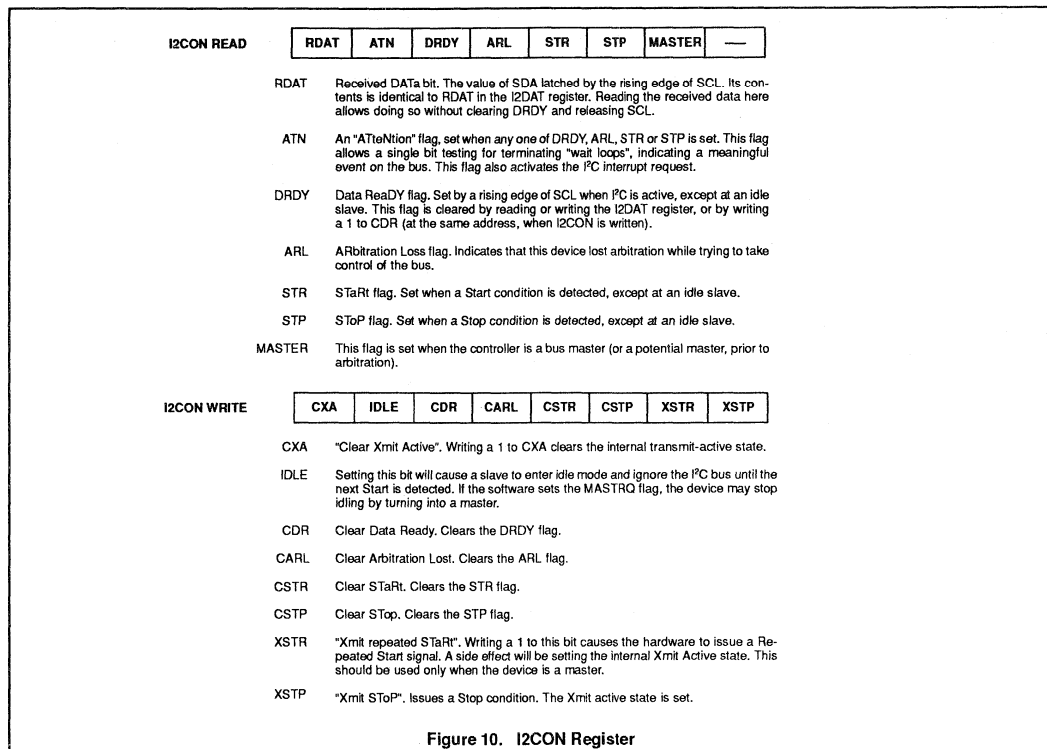 I2CON READ RDAT ATN DRDY ARL STR STP MASTER —
RDAT Received DATa bit. The value of SDA latched by the rising edge of SCL. Its con-
tents is identical to RDAT in the I2DAT register. Reading the received data here
allows doing so without clearing DRDY and releasing SCL.
ATN An "ATteNtion" flag, set when any one of DRDY, ARL, STR or STP is set. This flag
allows a single bit testing for terminating "wait loops", indicating a meaningful
event on the bus. This flag also activates the I²C interrupt request.
DRDY Data ReaDY flag. Set by a rising edge of SCL when I²C is active, except at an idle
slave. This flag is cleared by reading or writing the I2DAT register, or by writing
a 1 to CDR (at the same address, when I2CON is written).
ARL ARbitration Loss flag. Indicates that this device lost arbitration while trying to take
control of the bus.
STR STaRt flag. Set when a Start condition is detected, except at an idle slave.
STP SToP flag. Set when a Stop condition is detected, except at an idle slave.
MASTER This flag is set when the controller is a bus master (or a potential master, prior to
arbitration).
I2CON WRITE CXA IDLE CDR CARL CSTR CSTP XSTR XSTP
CXA "Clear Xmit Active". Writing a 1 to CXA clears the internal transmit-active state.
IDLE Setting this bit will cause a slave to enter idle mode and ignore the I²C bus until the
next Start is detected. If the software sets the MASTRQ flag, the device may stop
idling by turning into a master.
CDR Clear Data Ready. Clears the DRDY flag.
CARL Clear Arbitration Lost. Clears the ARL flag.
CSTR Clear STaRt. Clears the STR flag.
CSTP Clear STop. Clears the STP flag.
XSTR "Xmit repeated STaRt". Writing a 1 to this bit causes the hardware to issue a Re-
peated Start signal. A side effect will be setting the internal Xmit Active state. This
should be used only when the device is a master.
XSTP "Xmit SToP". Issues a Stop condition. The Xmit active state is set.
Figure 10. I2CON Register